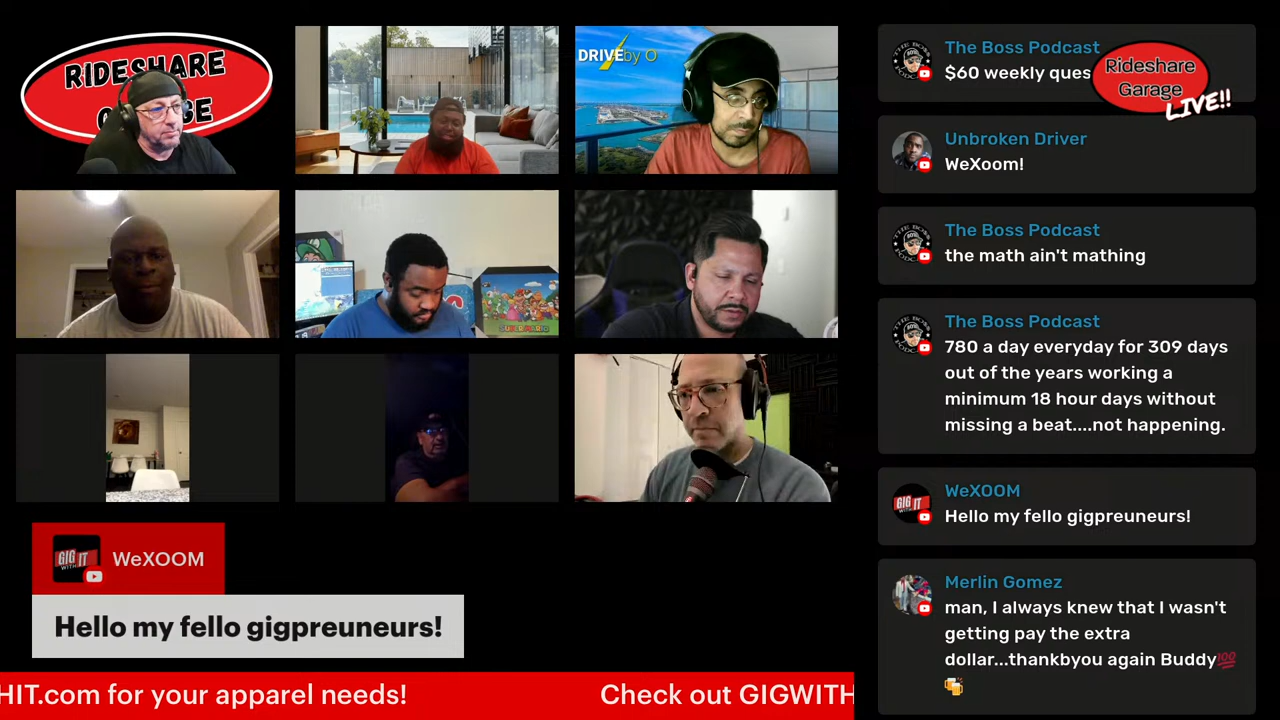 RIDESHARE
DRIVE by O
SUPER MARIO
WeXOOM
Hello my fello gigpreuneurs!
HIT.com for your apparel needs!
Check out GIGWITH
The Boss Podcast
$60 weekly ques
Rideshare
Garage
LIVE!!
Unbroken Driver
WeXoom!
The Boss Podcast
the math ain't mathing
The Boss Podcast
780 a day everyday for 309 days
out of the years working a
minimum 18 hour days without
missing a beat....not happening.
WeXOOM
Hello my fello gigpreuneurs!
Merlin Gomez
man, I always knew that I wasn't
getting pay the extra
dollar...thankbyou again Buddy💯
🍻